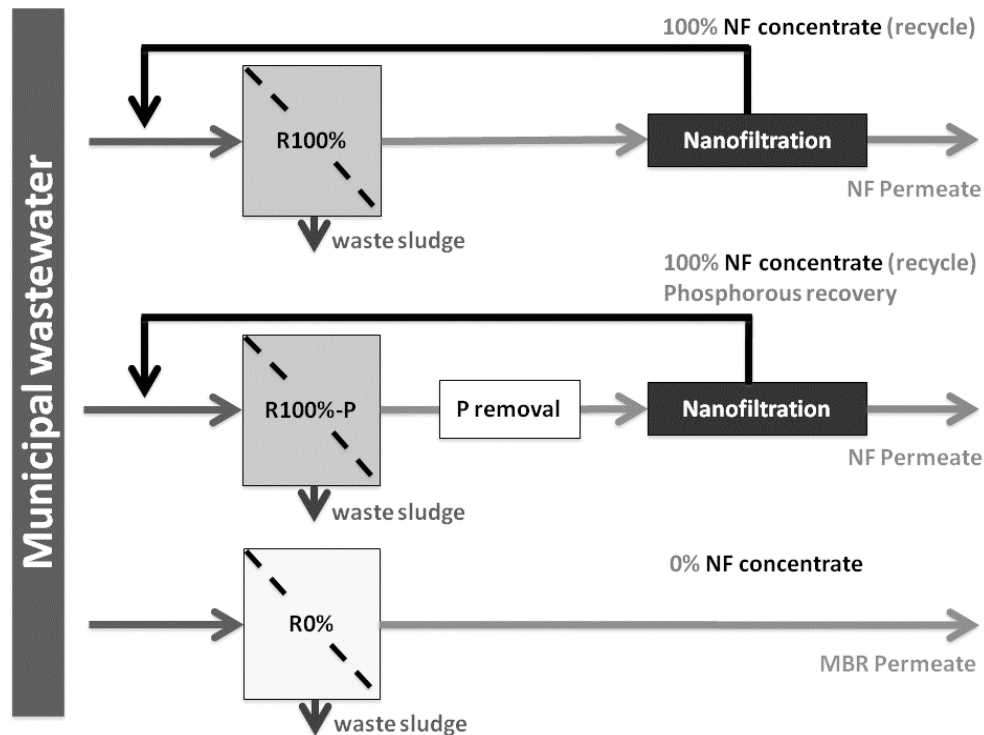 Municipal wastewater
100% NF concentrate (recycle)
R100%
Nanofiltration
NF Permeate
waste sludge
100% NF concentrate (recycle)
Phosphorous recovery
R100%-P
P removal
Nanofiltration
NF Permeate
waste sludge
0% NF concentrate
R0%
MBR Permeate
waste sludge